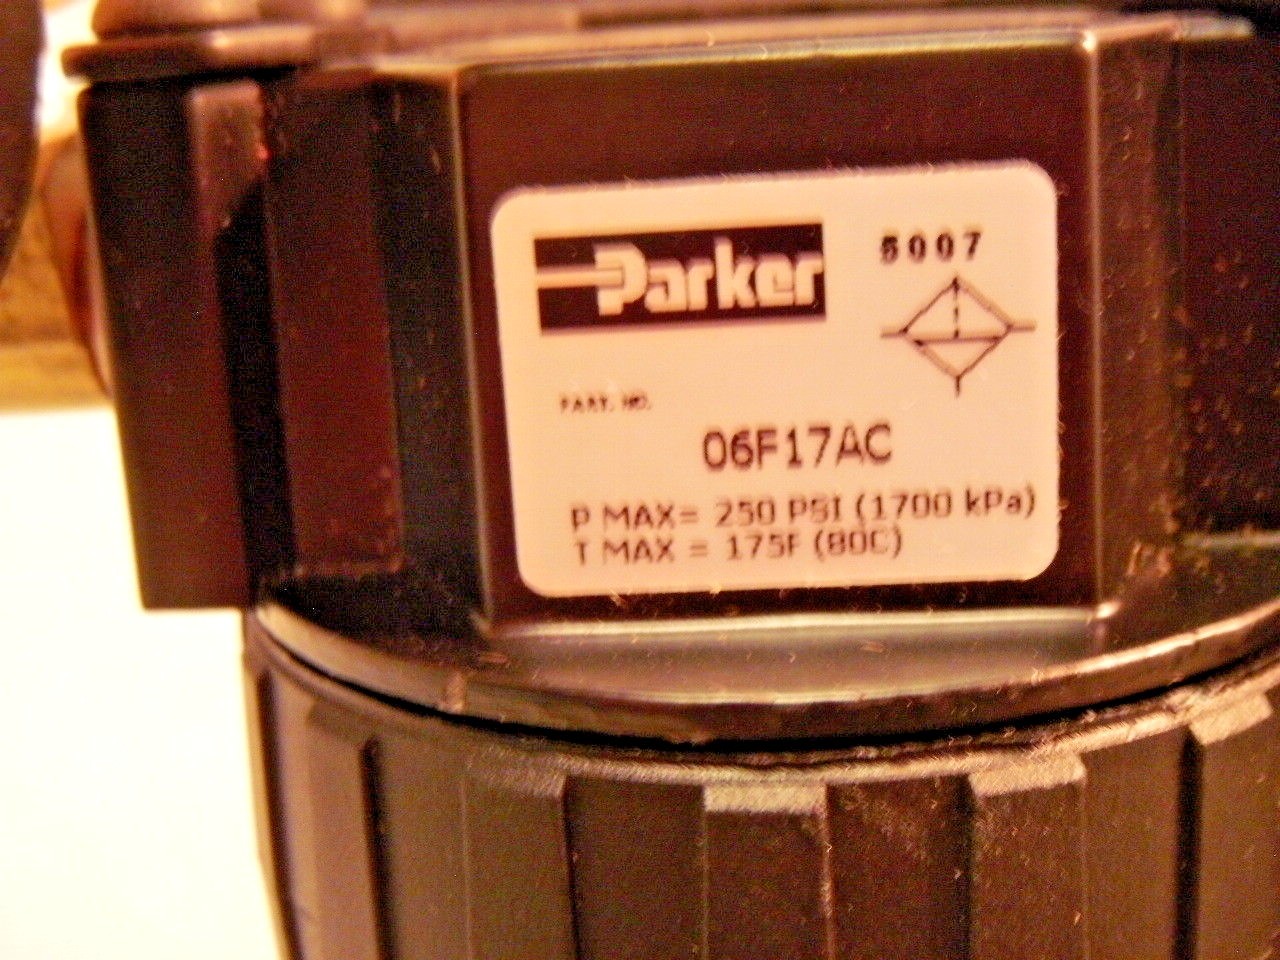 Parker
5007
PART. NO.
06F17AC
P MAX= 250 PSI (1700 kPa)
T MAX = 175F (80C)